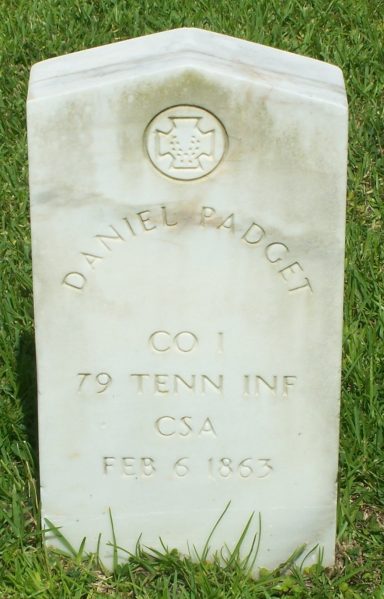 DANIEL PADGET
CO I
79 TENN INF
CSA
FEB 6 1863